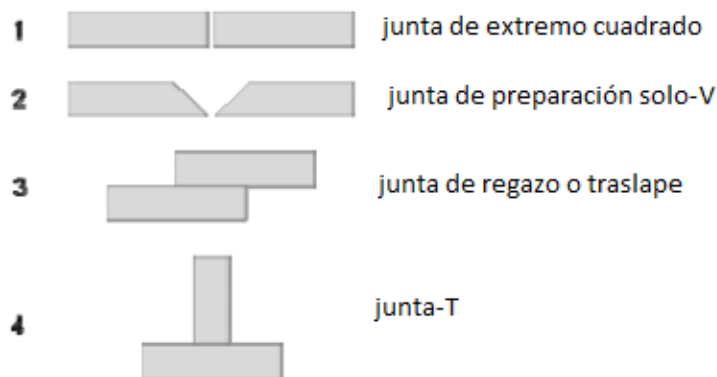 1 junta de extremo cuadrado
2 junta de preparación solo-V
3 junta de regazo o traslape
4 junta-T